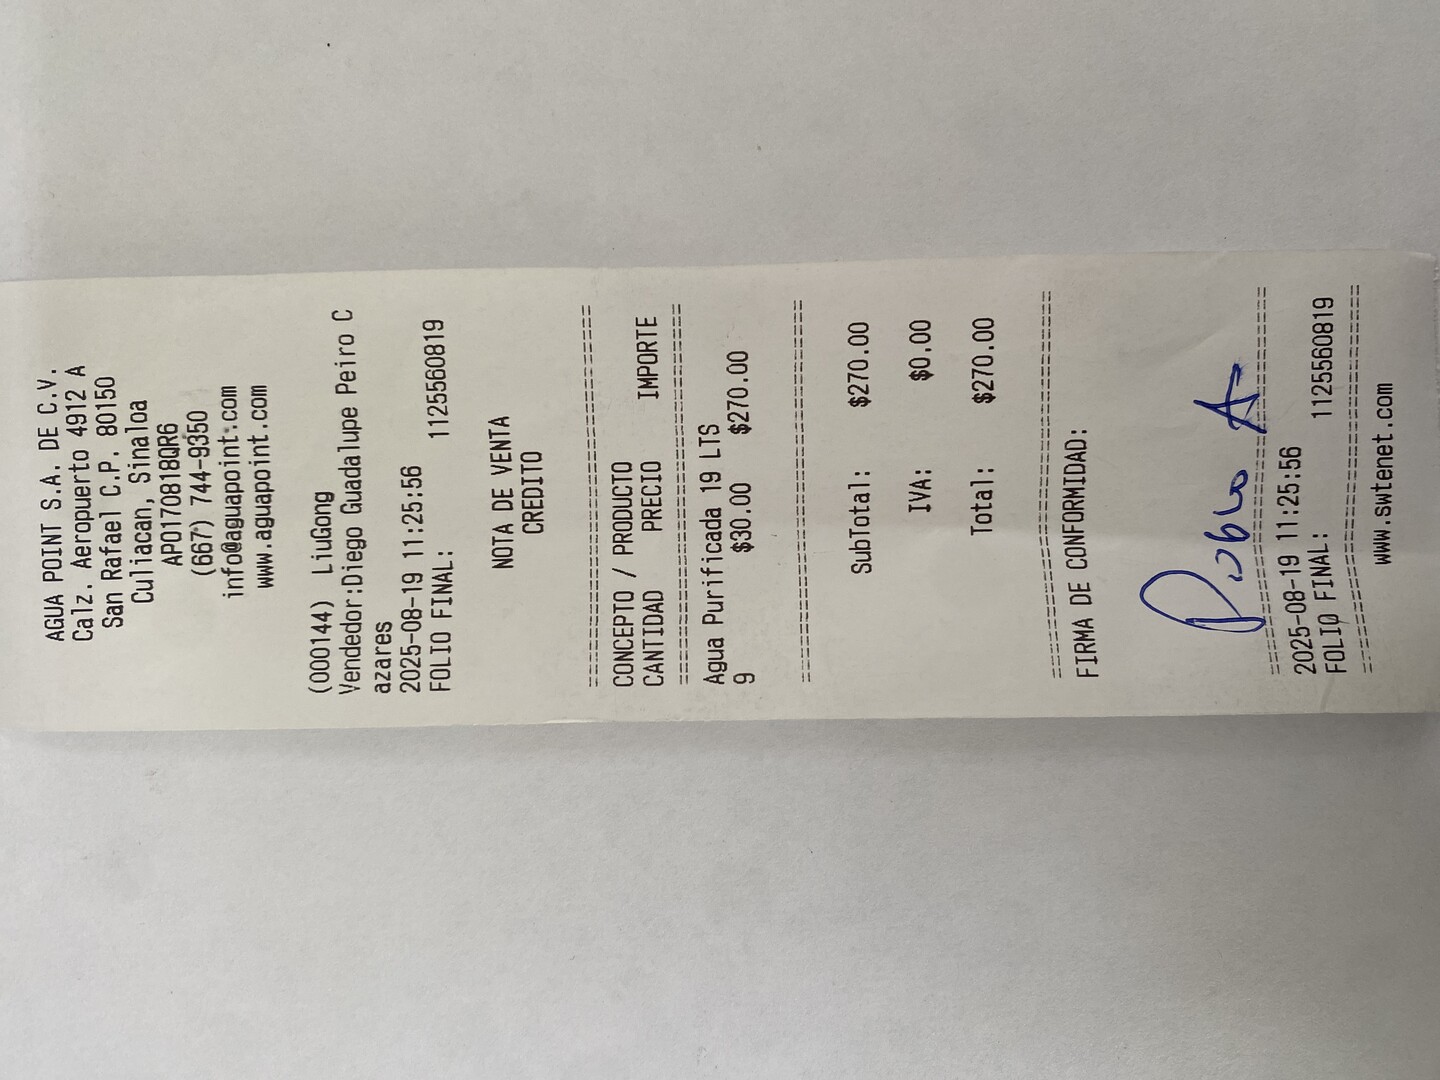 AGUA POINT S.A. DE C.V.
Calz. Aeropuerto 4912 A
San Rafael C.P. 80150
Culiacan, Sinaloa
APO170818QR6
(667) 744-9350
info@aguapoint.com
www.aguapoint.com
(000144) LiuGong
Vendedor:Diego Guadalupe Peiro C
azares
2025-08-19 11:25:56
FOLIO FINAL: 1125560819
NOTA DE VENTA
CREDITO
================================
CONCEPTO / PRODUCTO
CANTIDAD PRECIO IMPORTE
================================
Agua Purificada 19 LTS
9 $30.00 $270.00
================================
SubTotal: $270.00
IVA: $0.00
Total: $270.00
================================
FIRMA DE CONFORMIDAD:
Pablo A
================================
2025-08-19 11:25:56
FOLIO FINAL: 1125560819
================================
www.swtenet.com